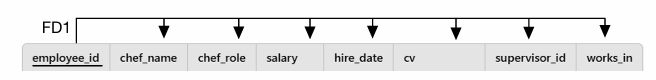 FD1
employee_id chef_name chef_role salary hire_date cv supervisor_id works_in